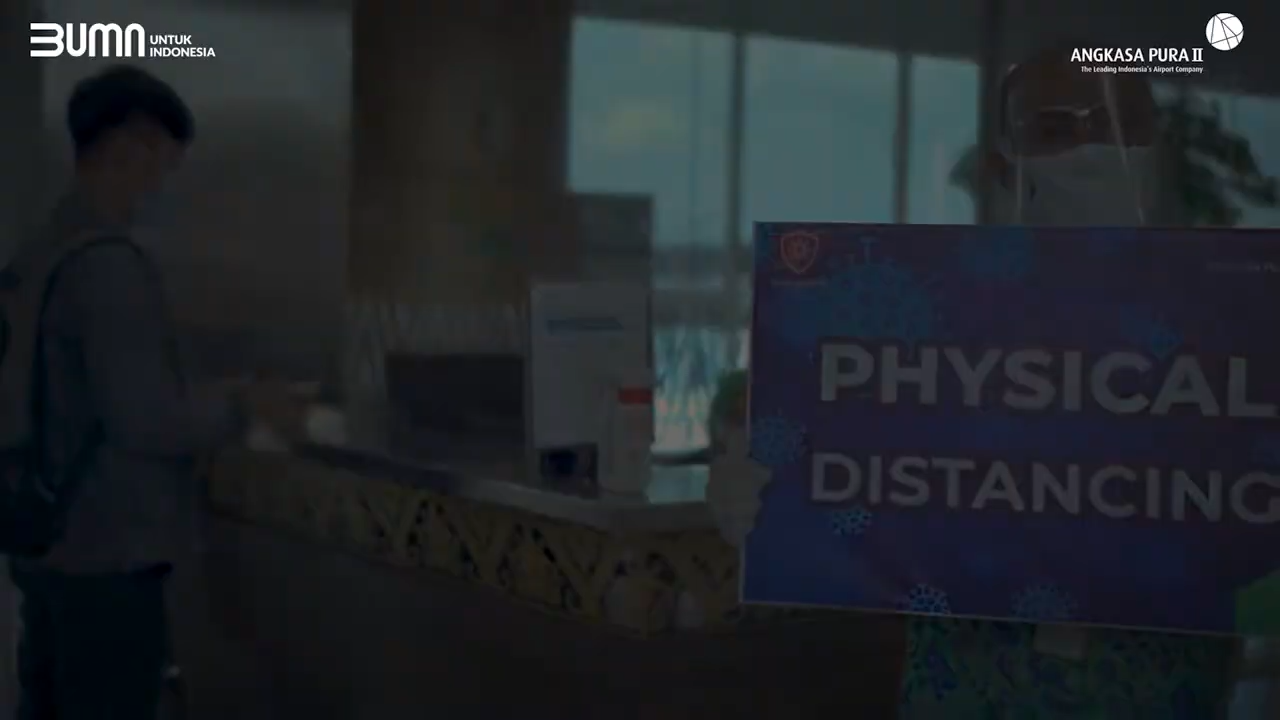 BUMN UNTUK
INDONESIA
ANGKASA PURA II
The Leading Indonesia's Airport Company
PHYSICAL
DISTANCING